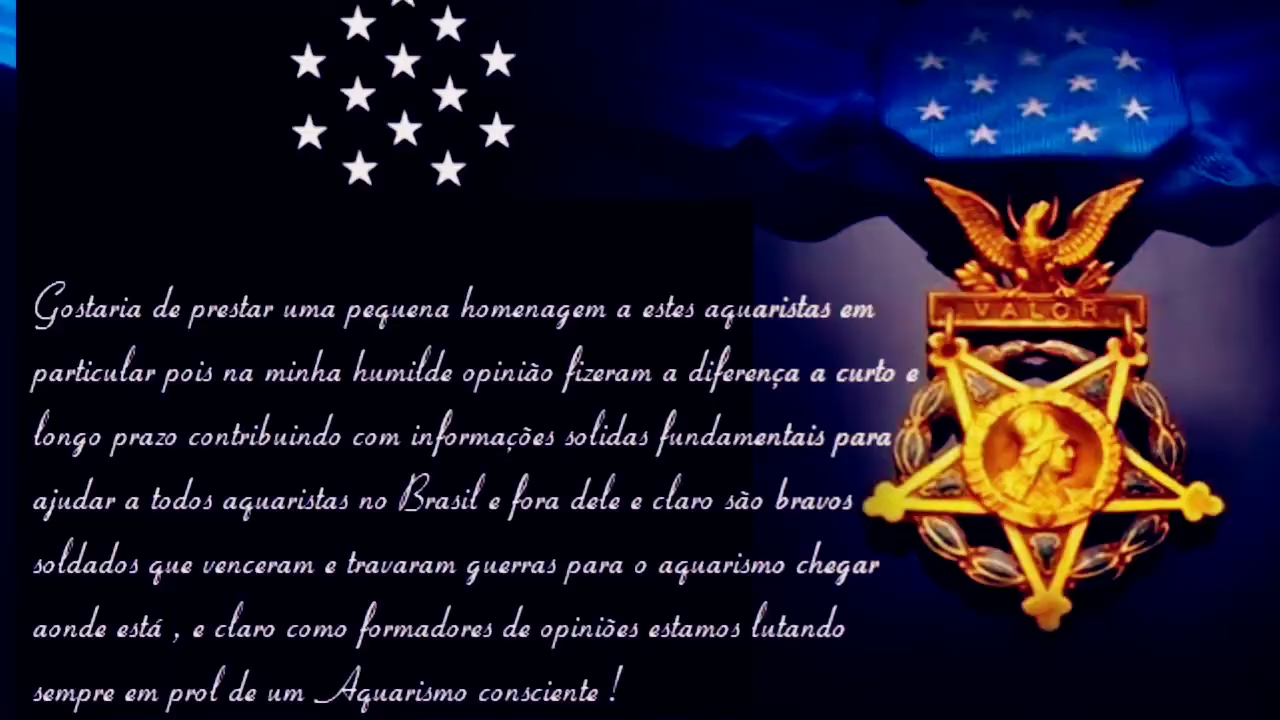 VALOR
Gostaria de prestar uma pequena homenagem a estes aquaristas em
particular pois na minha humilde opinião fizeram a diferença a curto e
longo prazo contribuindo com informações solidas fundamentais para
ajudar a todos aquaristas no Brasil e fora dele e claro são bravos
soldados que venceram e travaram guerras para o aquarismo chegar
aonde está , e claro como formadores de opiniões estamos lutando
sempre em prol de um Aquarismo consciente !